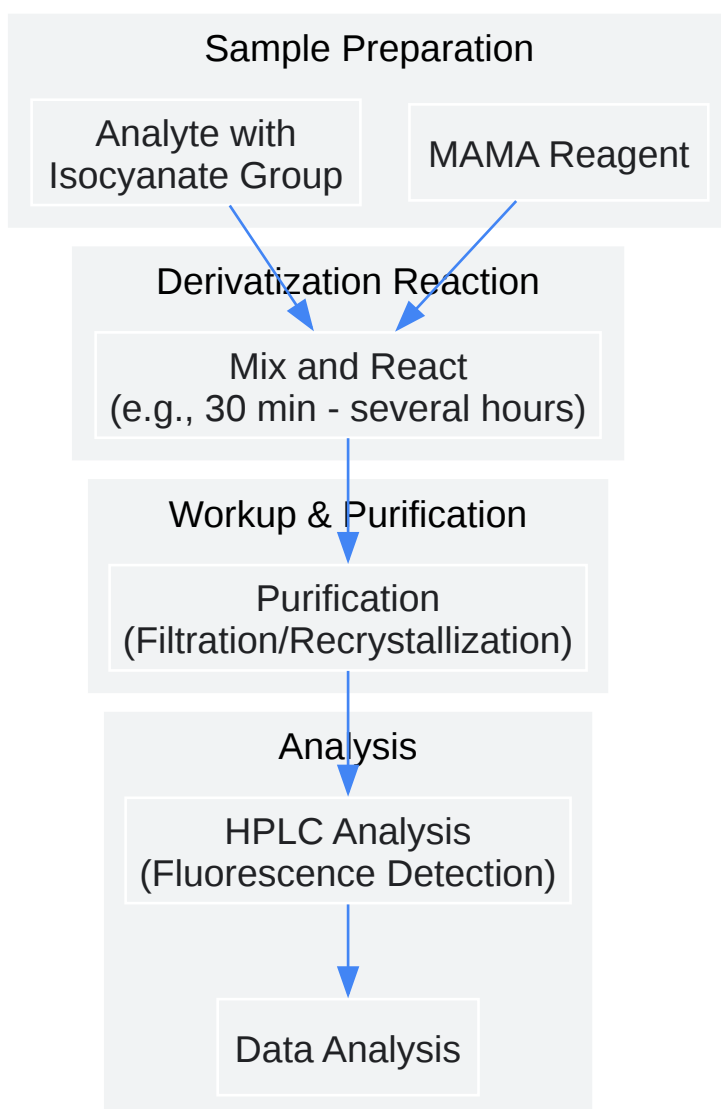 Sample Preparation
Analyte with
Isocyanate Group
MAMA Reagent
Derivatization Reaction
Mix and React
(e.g., 30 min - several hours)
Workup & Purification
Purification
(Filtration/Recrystallization)
Analysis
HPLC Analysis
(Fluorescence Detection)
Data Analysis